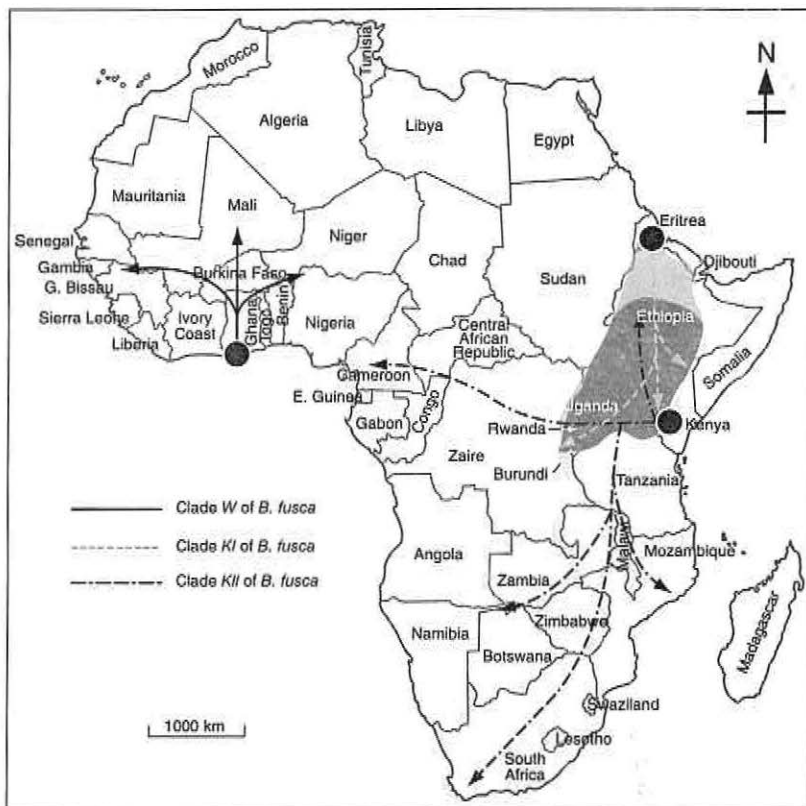 Morocco
Tunisia
N
Algeria
Libya
Egypt
Mauritania
Mali
Niger
Senegal
Eritrea
Chad
Gambia
Burkina Faso
Sudan
Djibouti
G. Bissau
Ghana
Togo
Benin
Sierra Leone
Ivory
Coast
Nigeria
Ethiopia
Liberia
Central
African
Republic
Somalia
Cameroon
E. Guinea
Congo
Uganda
Gabon
Rwanda
Kenya
Zaire
Burundi
Tanzania
Clade W of B. fusca
Clade KI of B. fusca
Clade KII of B. fusca
Angola
Malawi
Mozambique
Zambia
Zimbabwe
Namibia
Botswana
Madagascar
Swaziland
1000 km
Lesotho
South
Africa